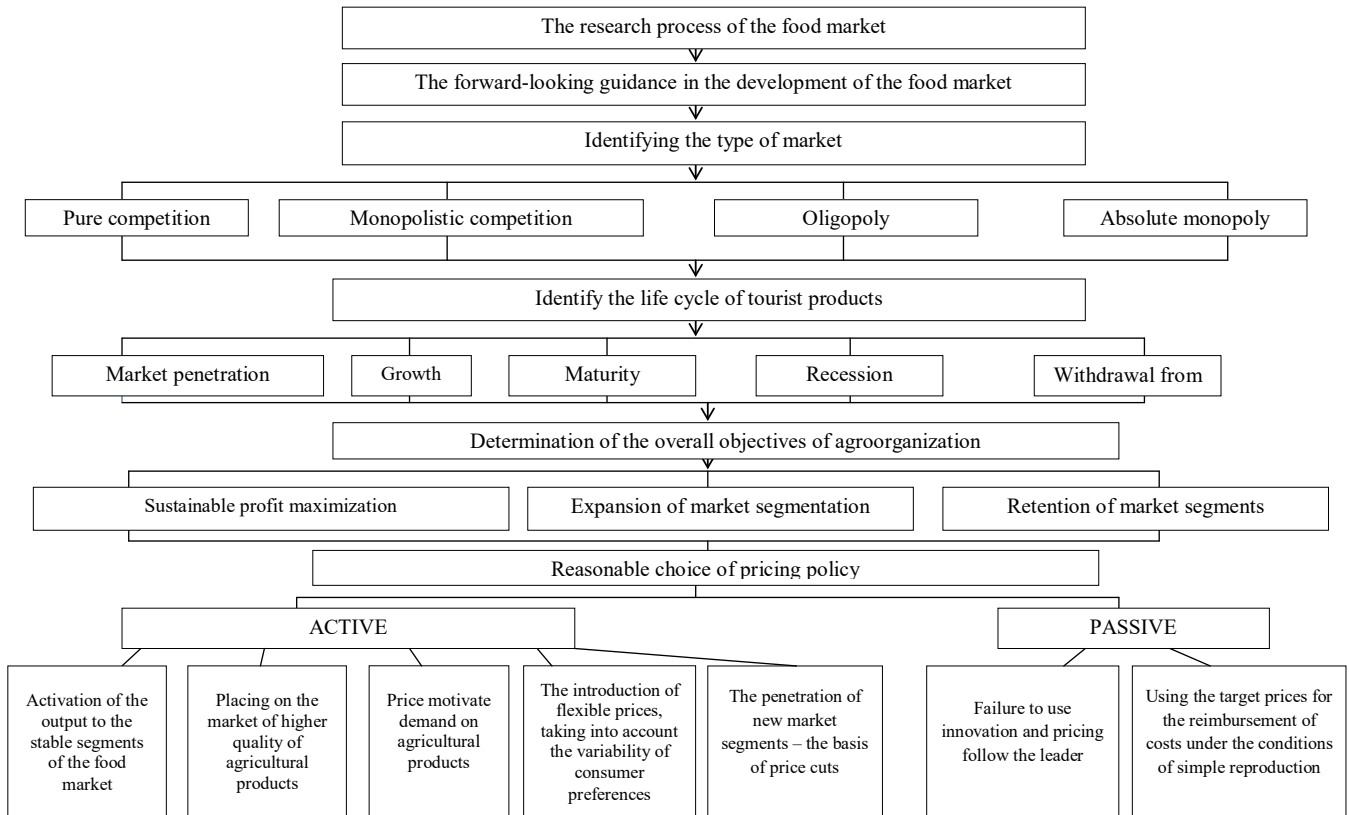 The research process of the food market
The forward-looking guidance in the development of the food market
Identifying the type of market
Pure competition
Monopolistic competition
Oligopoly
Absolute monopoly
Identify the life cycle of tourist products
Market penetration
Growth
Maturity
Recession
Withdrawal from
Determination of the overall objectives of agroorganization
Sustainable profit maximization
Expansion of market segmentation
Retention of market segments
Reasonable choice of pricing policy
ACTIVE
PASSIVE
Activation of the
output to the
stable segments
of the food
market
Placing on the
market of higher
quality of
agricultural
products
Price motivate
demand on
agricultural
products
The introduction of
flexible prices,
taking into account
the variability of
consumer
preferences
The penetration of
new market
segments – the basis
of price cuts
Failure to use
innovation and pricing
follow the leader
Using the target prices for
the reimbursement of
costs under the conditions
of simple reproduction